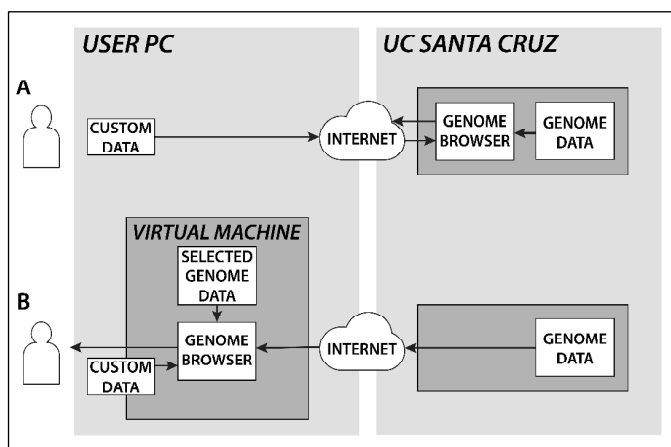 USER PC
UC SANTA CRUZ
A
CUSTOM
DATA
INTERNET
GENOME
BROWSER
GENOME
DATA
VIRTUAL MACHINE
SELECTED
GENOME
DATA
B
GENOME
BROWSER
CUSTOM
DATA
INTERNET
GENOME
DATA